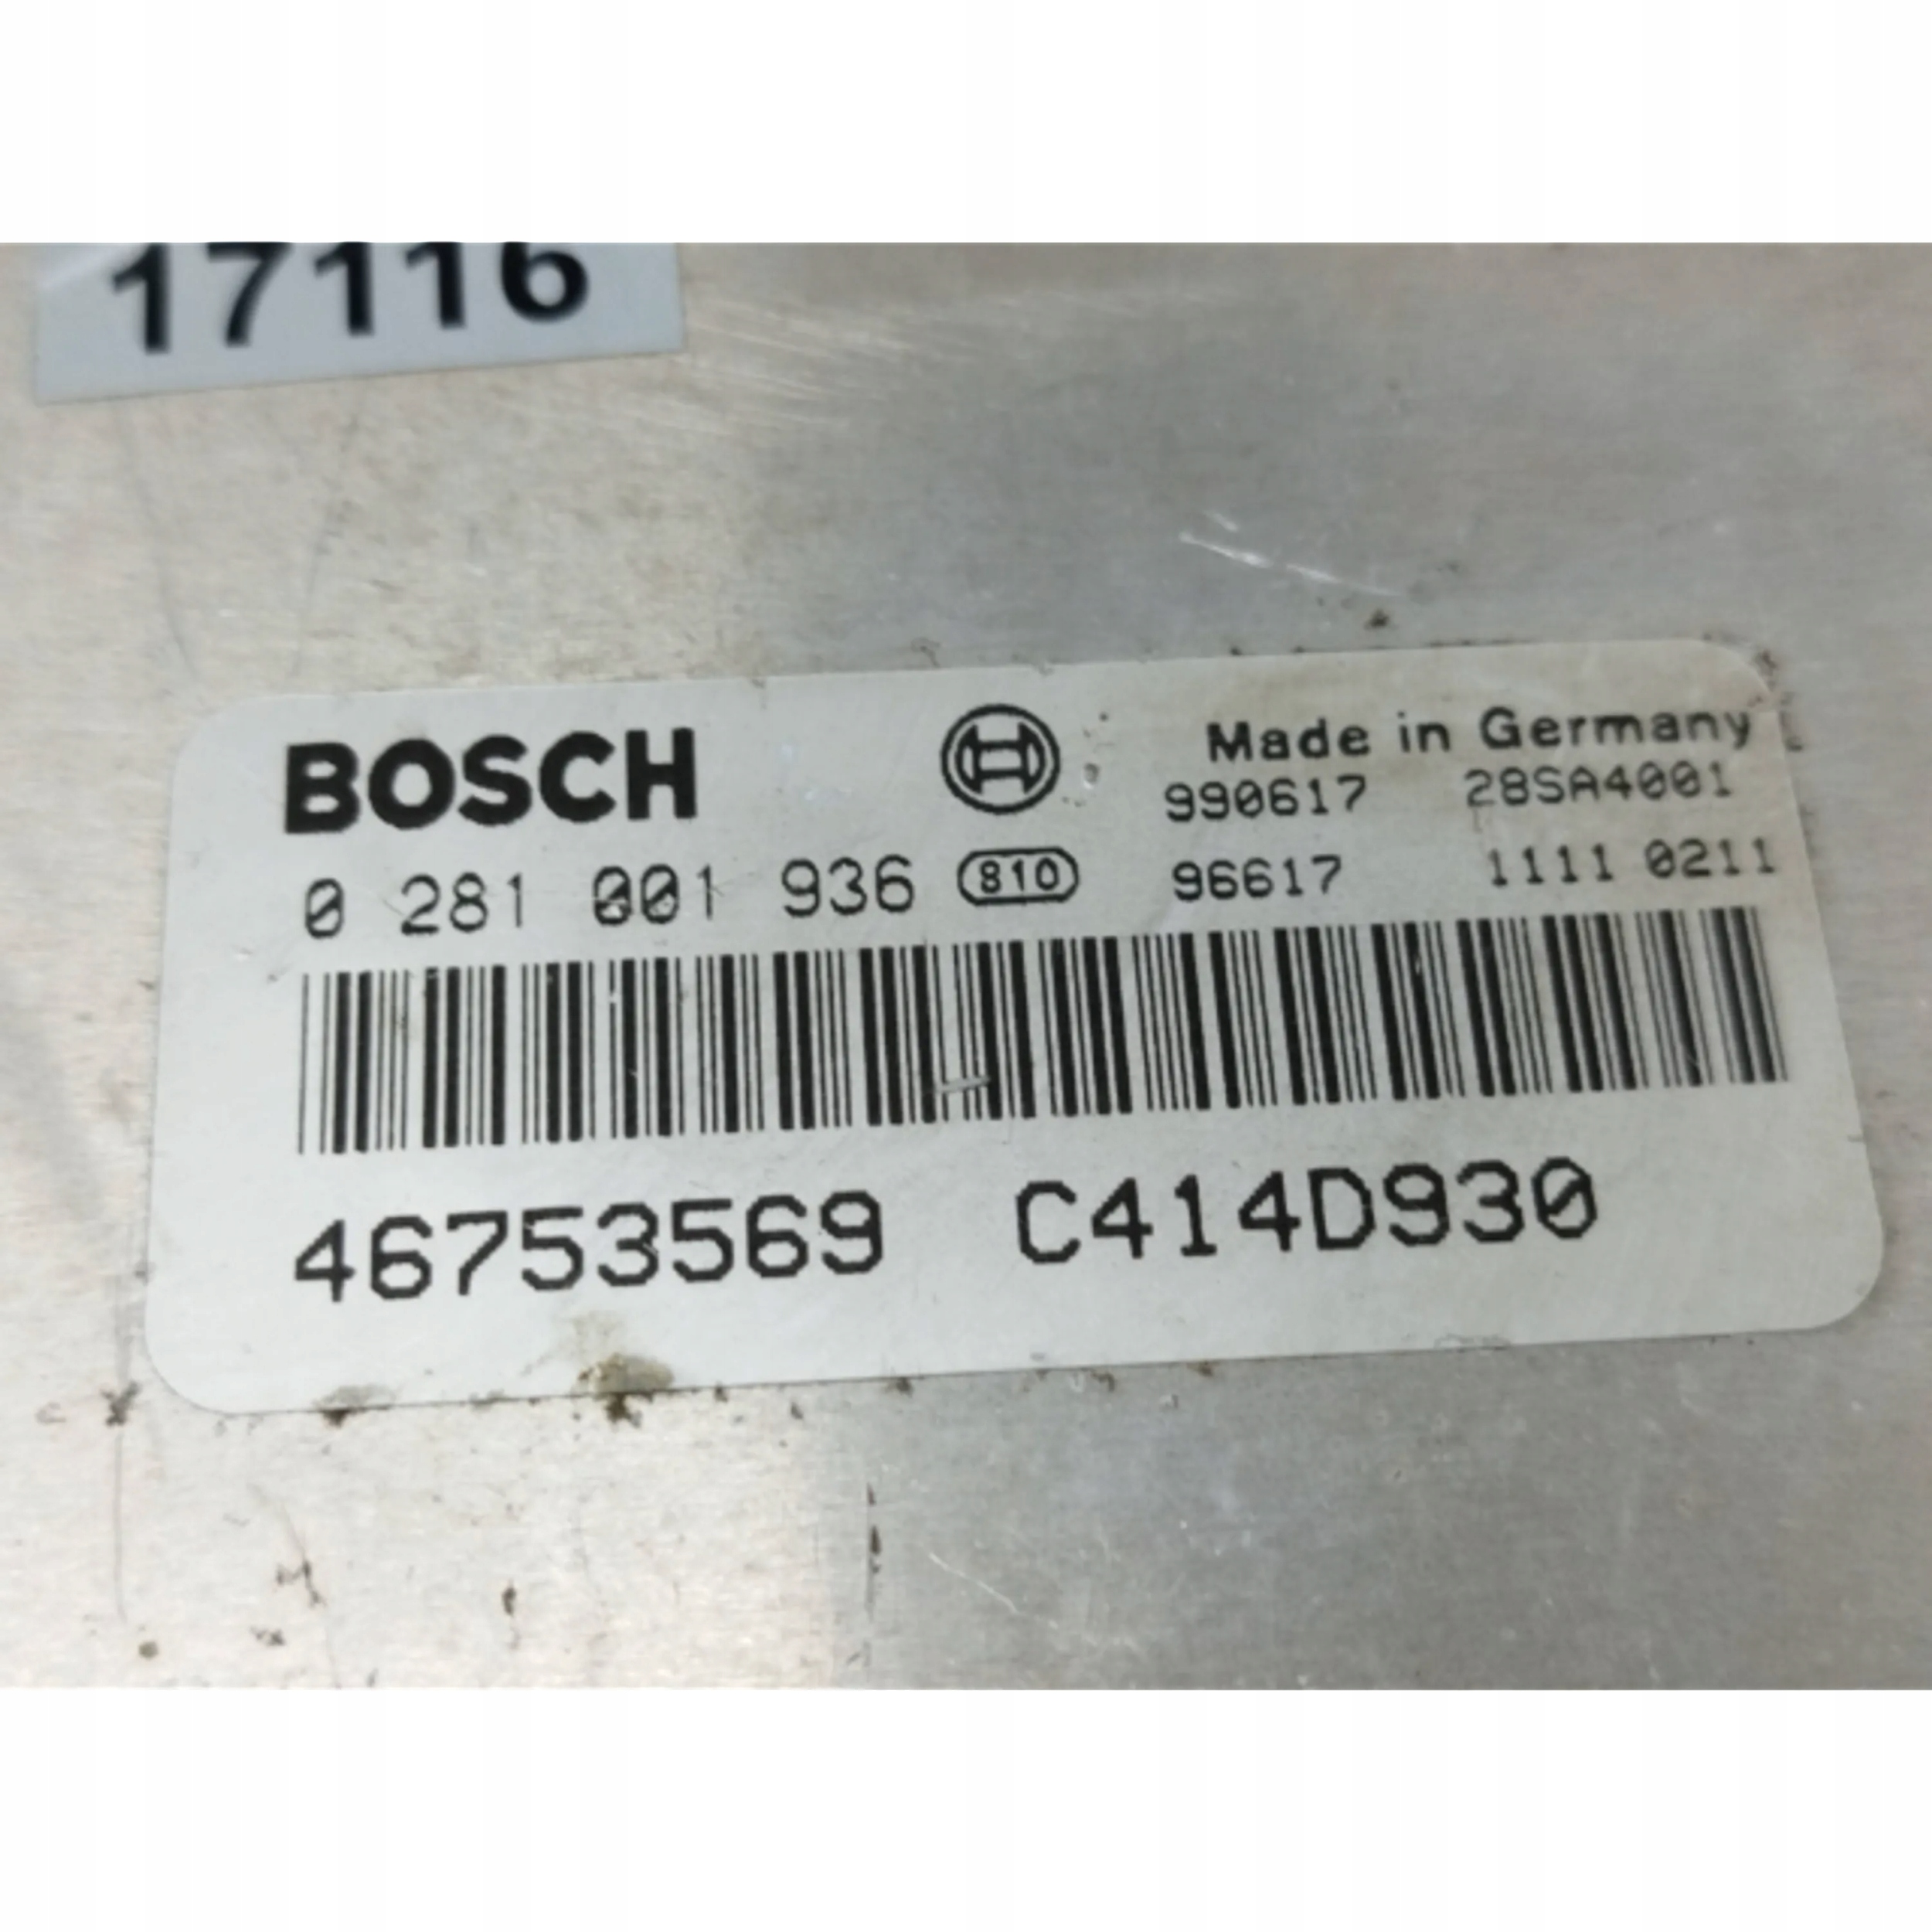 17116
BOSCH
Made in Germany
990617 28SA4001
0 281 001 936 810 96617 1111 0211
46753569 C414D930